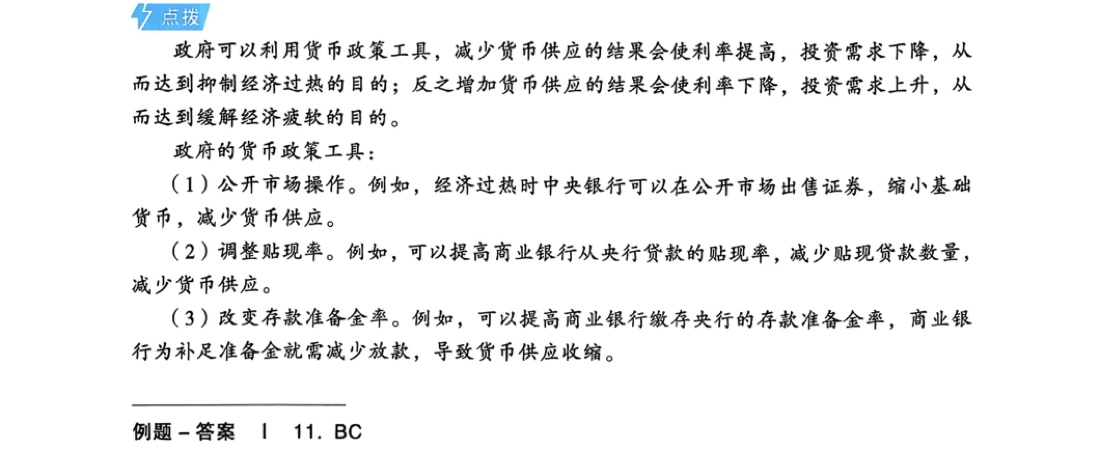 点拨
政府可以利用货币政策工具，减少货币供应的结果会使利率提高，投资需求下降，从
而达到抑制经济过热的目的；反之增加货币供应的结果会使利率下降，投资需求上升，从
而达到缓解经济疲软的目的。
政府的货币政策工具：
（1）公开市场操作。例如，经济过热时中央银行可以在公开市场出售证券，缩小基础
货币，减少货币供应。
（2）调整贴现率。例如，可以提高商业银行从央行贷款的贴现率，减少贴现贷款数量，
减少货币供应。
（3）改变存款准备金率。例如，可以提高商业银行缴存央行的存款准备金率，商业银
行为补足准备金就需减少放款，导致货币供应收缩。
例题－答案 | 11. BC